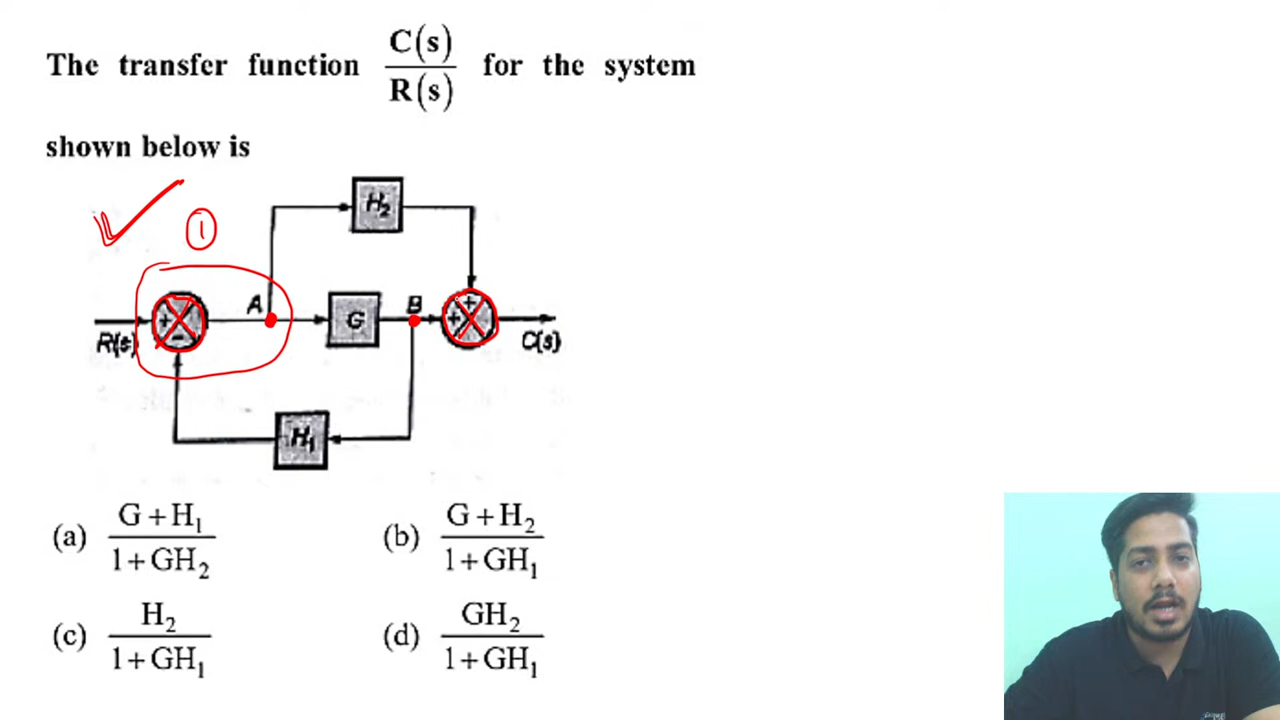 The transfer function C(s)/R(s) for the system
shown below is
①
H₂
A
G
B
+
+
+
−
R(s)
C(s)
H₁
(a) G+H₁/1+GH₂
(b) G+H₂/1+GH₁
(c) H₂/1+GH₁
(d) GH₂/1+GH₁